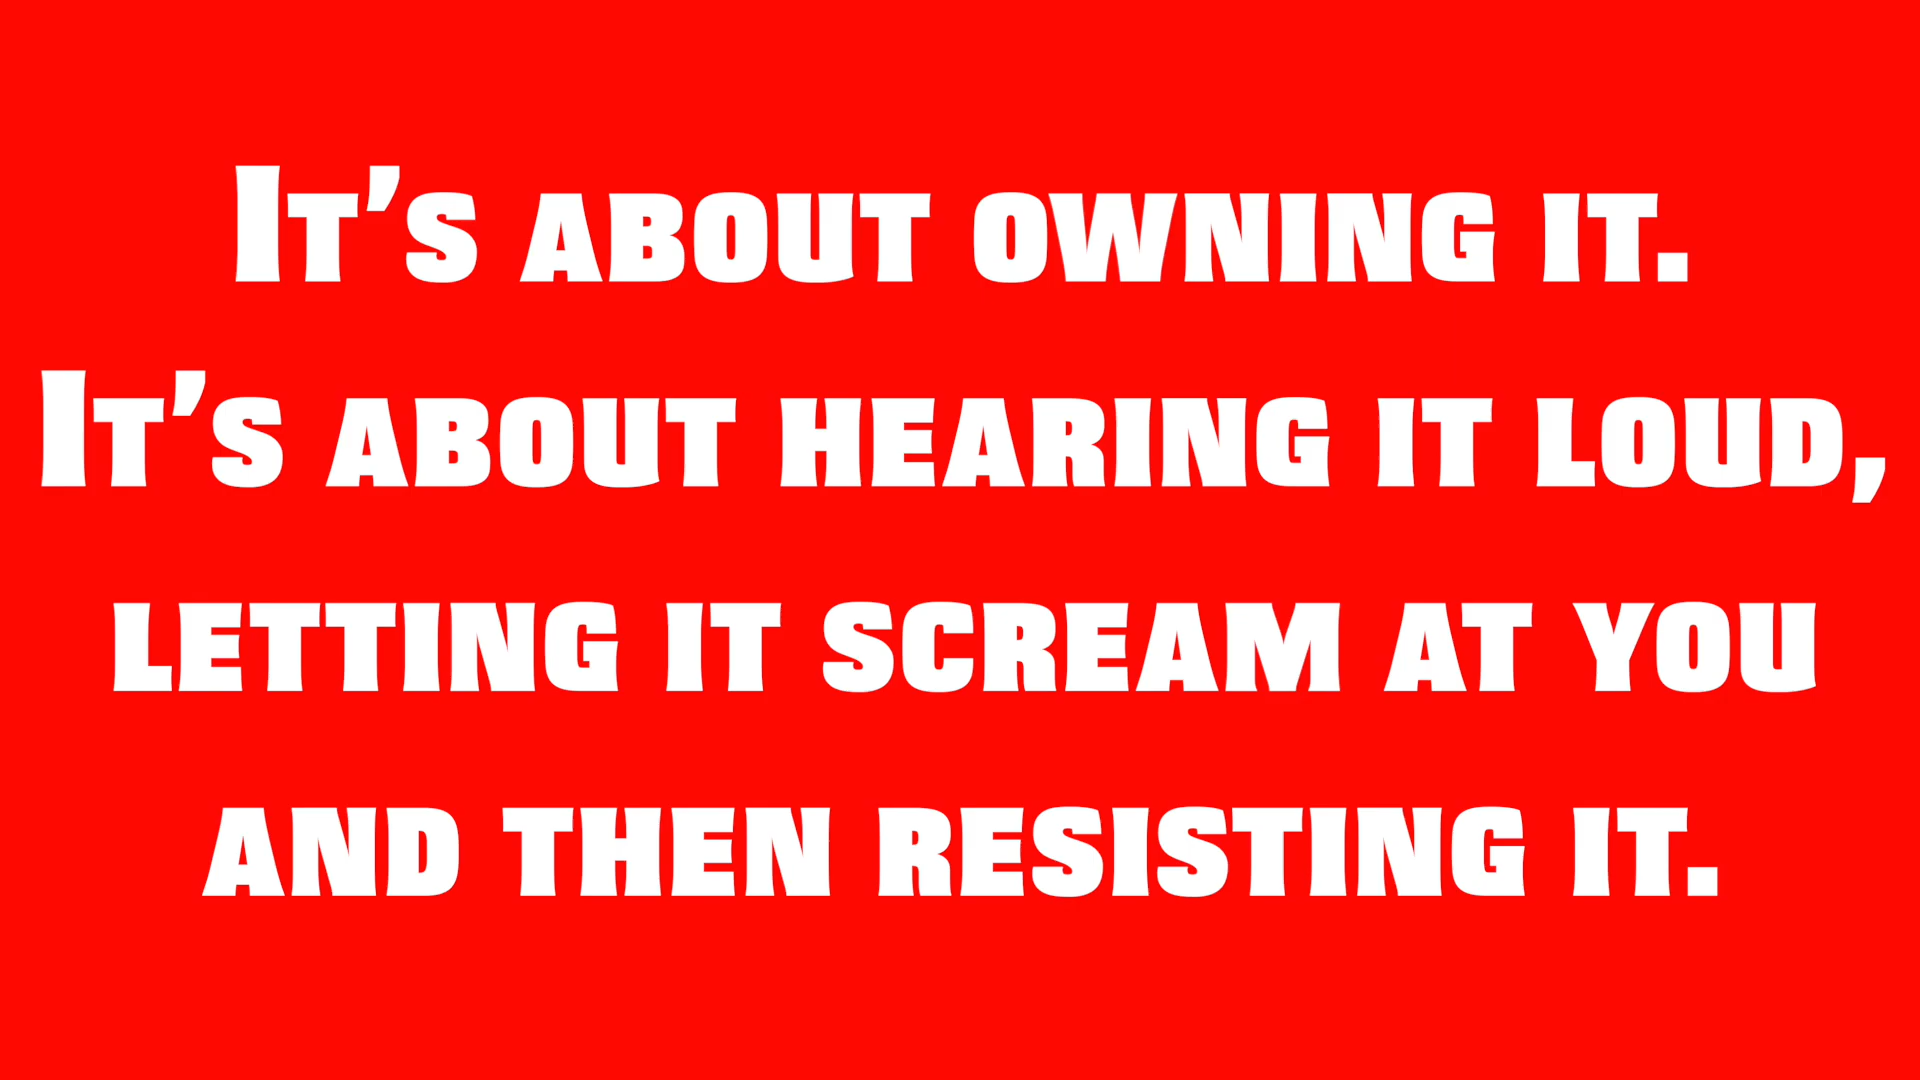 It's about owning it.
It's about hearing it loud,
letting it scream at you
and then resisting it.